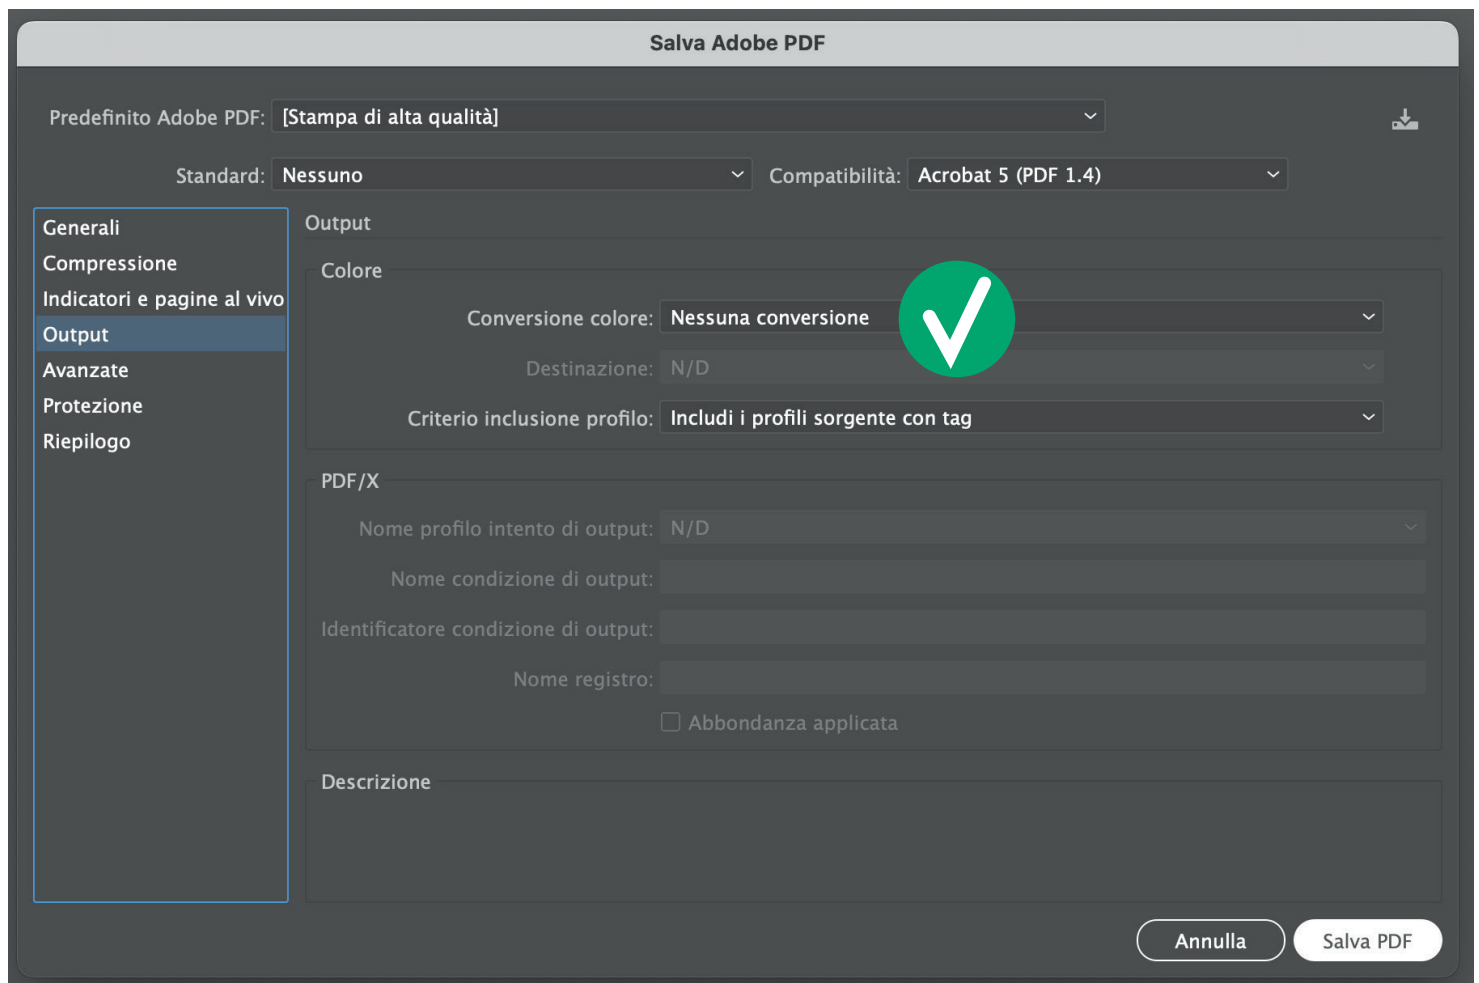 Salva Adobe PDF
Predefinito Adobe PDF: [Stampa di alta qualità]
Standard: Nessuno Compatibilità: Acrobat 5 (PDF 1.4)
Generali
Compressione
Indicatori e pagine al vivo
Output
Avanzate
Protezione
Riepilogo
Output
Colore
Conversione colore: Nessuna conversione
Destinazione: N/D
Criterio inclusione profilo: Includi i profili sorgente con tag
PDF/X
Nome profilo intento di output: N/D
Nome condizione di output:
Identificatore condizione di output:
Nome registro:
Abbondanza applicata
Descrizione
Annulla Salva PDF